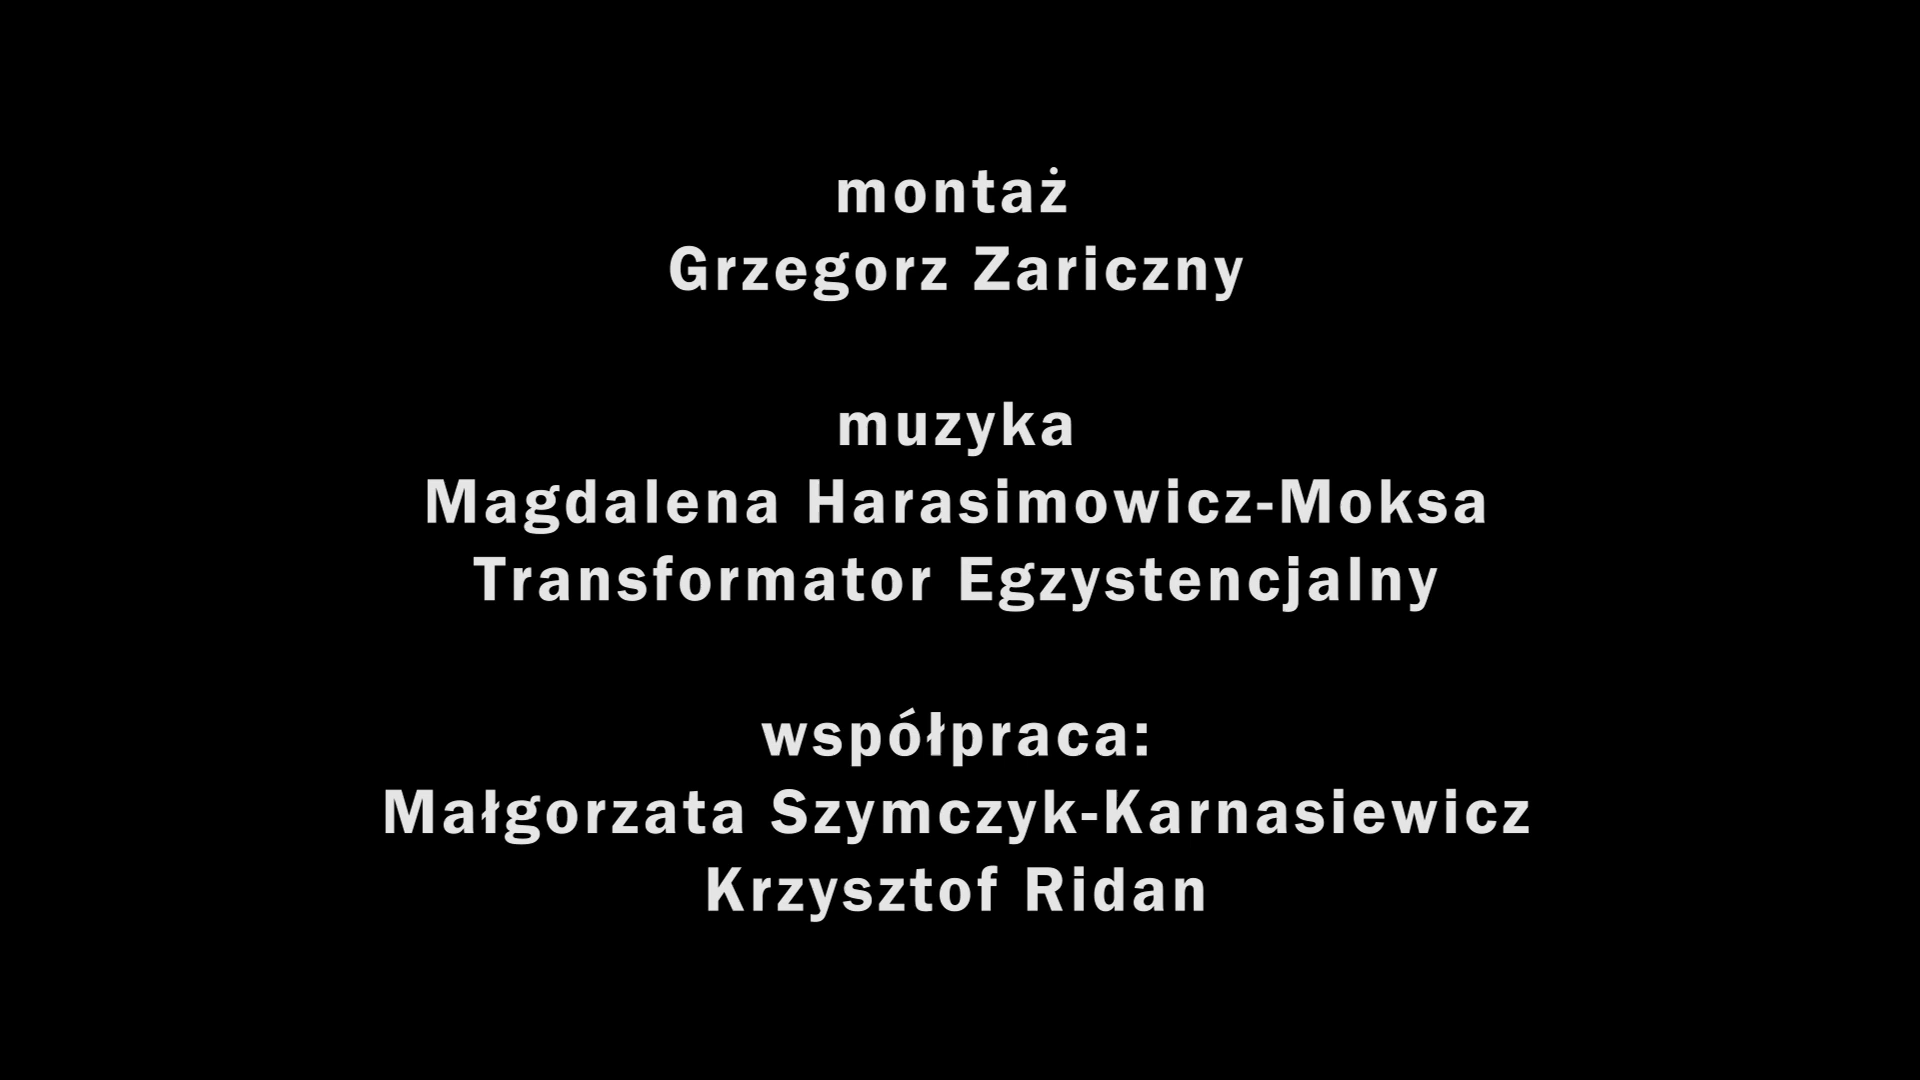 montaż
Grzegorz Zariczny
muzyka
Magdalena Harasimowicz-Moksa
Transformator Egzystencjalny
współpraca:
Małgorzata Szymczyk-Karnasiewicz
Krzysztof Ridan